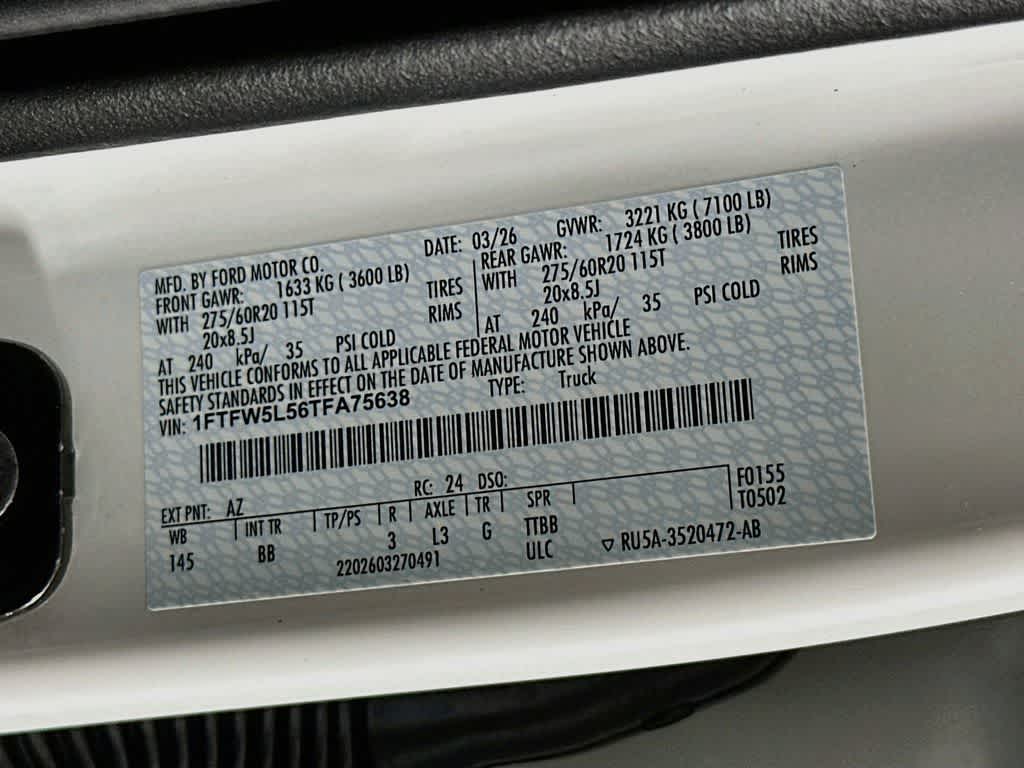 MFD. BY FORD MOTOR CO. DATE: 03/26 GVWR: 3221 KG ( 7100 LB)
FRONT GAWR: 1633 KG ( 3600 LB) REAR GAWR: 1724 KG ( 3800 LB)
WITH 275/60R20 115T TIRES WITH 275/60R20 115T TIRES
20x8.5J RIMS 20x8.5J RIMS
AT 240 kPa/ 35 PSI COLD AT 240 kPa/ 35 PSI COLD
THIS VEHICLE CONFORMS TO ALL APPLICABLE FEDERAL MOTOR VEHICLE
SAFETY STANDARDS IN EFFECT ON THE DATE OF MANUFACTURE SHOWN ABOVE.
VIN: 1FTFW5L56TFA75638 TYPE: Truck
EXT PNT: AZ RC: 24 DSO: F0155
WB INT TR TP/PS R AXLE TR SPR T0502
145 BB 3 L3 G TTBB
2202603270491 ULC ▽ RU5A-3520472-AB